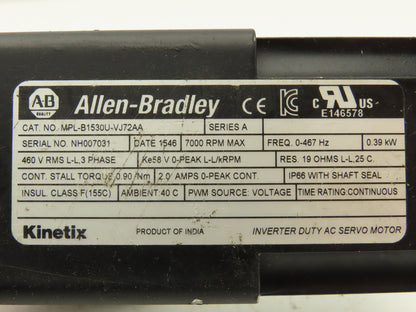 AB Allen-Bradley CE C UR US
QUALITY
E146578
CAT. NO. MPL-B1530U-VJ72AA SERIES A
SERIAL NO. NH007031 DATE 1546 7000 RPM MAX FREQ. 0-467 Hz 0.39 kW
460 V RMS L-L,3 PHASE Ke58 V 0-PEAK L-L/kRPM RES. 19 OHMS L-L,25 C.
CONT. STALL TORQUE 0.90 Nm 2.0 AMPS 0-PEAK CONT. IP66 WITH SHAFT SEAL
INSUL CLASS F(155C) AMBIENT 40 C PWM SOURCE: VOLTAGE TIME RATING:CONTINUOUS
Kinetix PRODUCT OF INDIA INVERTER DUTY AC SERVO MOTOR